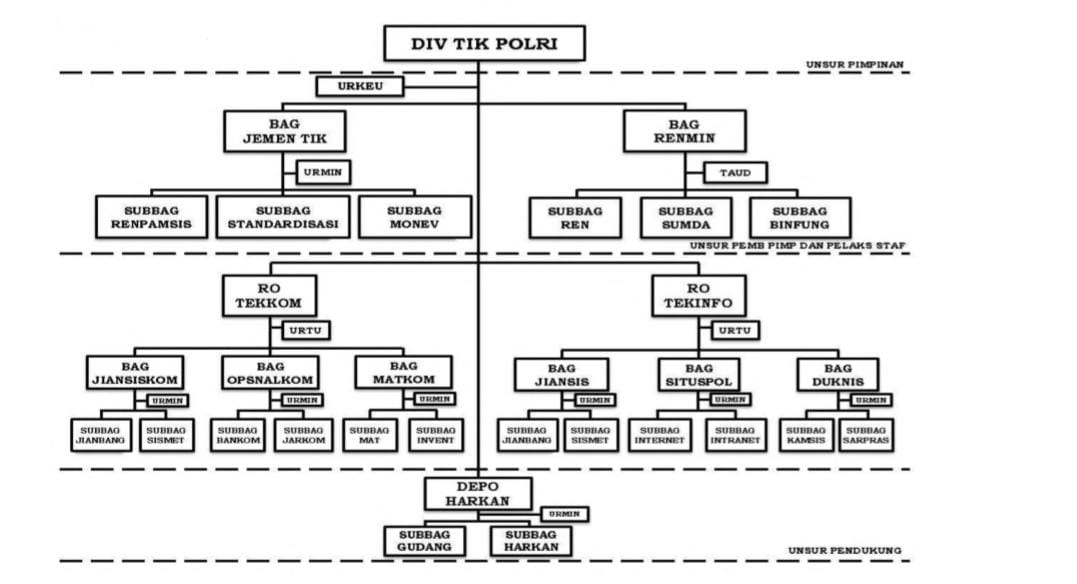 DIV TIK POLRI
UNSUR PIMPINAN
URKEU
BAG
JEMEN TIK
BAG
RENMIN
URMIN
TAUD
SUBBAG
RENPAMSIS
SUBBAG
STANDARDISASI
SUBBAG
MONEV
SUBBAG
REN
SUBBAG
SUMDA
SUBBAG
BINFUNG
UNSUR PEMB PIMP DAN PELAKS STAF
RO
TEKKOM
RO
TEKINFO
URTU
URTU
BAG
JIANSISKOM
BAG
OPSNALKOM
BAG
MATKOM
BAG
JIANSIS
BAG
SITUSPOL
BAG
DUKNIS
URMIN
URMIN
URMIN
URMIN
URMIN
URMIN
SUBBAG
JIANBANG
SUBBAG
SISMET
SUBBAG
BANKOM
SUBBAG
JARKOM
SUBBAG
MAT
SUBBAG
INVENT
SUBBAG
JIANBANG
SUBBAG
SISMET
SUBBAG
INTERNET
SUBBAG
INTRANET
SUBBAG
KAMSIS
SUBBAG
SARPRAS
DEPO
HARKAN
URMIN
SUBBAG
GUDANG
SUBBAG
HARKAN
UNSUR PENDUKUNG